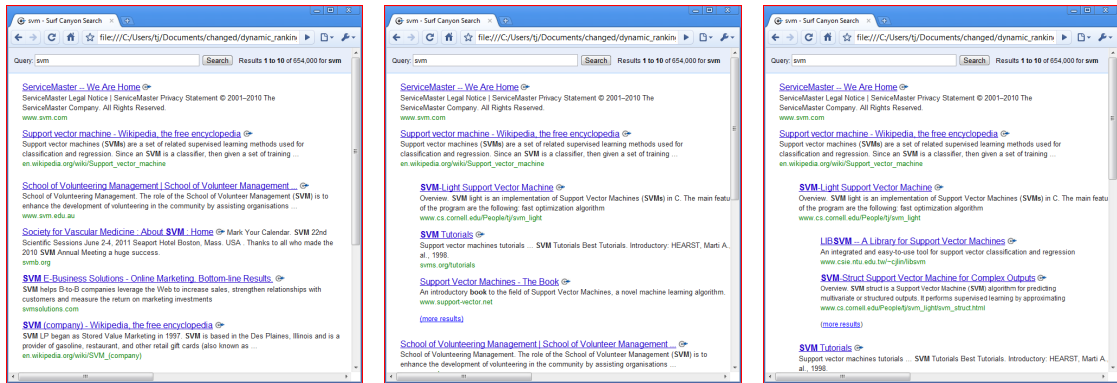 svm - Surf Canyon Search
file:///C:/Users/tj/Documents/changed/dynamic_rankin
Query: svm Search Results 1 to 10 of 654,000 for svm
ServiceMaster -- We Are Home
ServiceMaster Legal Notice | ServiceMaster Privacy Statement © 2001–2010 The
ServiceMaster Company. All Rights Reserved.
www.svm.com
Support vector machine - Wikipedia, the free encyclopedia
Support vector machines (SVMs) are a set of related supervised learning methods used for
classification and regression. Since an SVM is a classifier, then given a set of training ...
en.wikipedia.org/wiki/Support_vector_machine
School of Volunteering Management | School of Volunteer Management ...
School of Volunteering Management. The role of the School of Volunteer Management (SVM) is to
enhance the development of volunteering in the community by assisting organisations ...
www.svm.edu.au
Society for Vascular Medicine : About SVM : Home Mark Your Calendar. SVM 22nd
Scientific Sessions June 2-4, 2011 Seaport Hotel Boston, Mass. USA . Thanks to all who made the
2010 SVM Annual Meeting a huge success.
svmb.org
SVM E-Business Solutions - Online Marketing. Bottom-line Results.
SVM helps B-to-B companies leverage the Web to increase sales, strengthen relationships with
customers and measure the return on marketing investments
svmsolutions.com
SVM (company) - Wikipedia, the free encyclopedia
SVM LP began as Stored Value Marketing in 1997. SVM is based in the Des Plaines, Illinois and is a
provider of gasoline, restaurant, and other retail gift cards (also known as ...
en.wikipedia.org/wiki/SVM_(company)
svm - Surf Canyon Search
file:///C:/Users/tj/Documents/changed/dynamic_rankin
Query: svm Search Results 1 to 10 of 654,000 for svm
ServiceMaster -- We Are Home
ServiceMaster Legal Notice | ServiceMaster Privacy Statement © 2001–2010 The
ServiceMaster Company. All Rights Reserved.
www.svm.com
Support vector machine - Wikipedia, the free encyclopedia
Support vector machines (SVMs) are a set of related supervised learning methods used for
classification and regression. Since an SVM is a classifier, then given a set of training ...
en.wikipedia.org/wiki/Support_vector_machine
SVM-Light Support Vector Machine
Overview. SVM light is an implementation of Support Vector Machines (SVMs) in C. The main featu
of the program are the following: fast optimization algorithm
www.cs.cornell.edu/People/tj/svm_light
SVM Tutorials
Support vector machines tutorials ... SVM Tutorials Best Tutorials. Introductory: HEARST, Marti A.
al., 1998.
svms.org/tutorials
Support Vector Machines - The Book
An introductory book to the field of Support Vector Machines, a novel machine learning algorithm.
www.support-vector.net
(more results)
School of Volunteering Management | School of Volunteer Management ...
School of Volunteering Management. The role of the School of Volunteer Management (SVM) is to
enhance the development of volunteering in the community by assisting organisations ...
svm - Surf Canyon Search
file:///C:/Users/tj/Documents/changed/dynamic_rankin
Query: svm Search Results 1 to 10 of 654,000 for svm
ServiceMaster -- We Are Home
ServiceMaster Legal Notice | ServiceMaster Privacy Statement © 2001–2010 The
ServiceMaster Company. All Rights Reserved.
www.svm.com
Support vector machine - Wikipedia, the free encyclopedia
Support vector machines (SVMs) are a set of related supervised learning methods used for
classification and regression. Since an SVM is a classifier, then given a set of training ...
en.wikipedia.org/wiki/Support_vector_machine
SVM-Light Support Vector Machine
Overview. SVM light is an implementation of Support Vector Machines (SVMs) in C. The main featu
of the program are the following: fast optimization algorithm
www.cs.cornell.edu/People/tj/svm_light
LIBSVM -- A Library for Support Vector Machines
An integrated and easy-to-use tool for support vector classification and regression
www.csie.ntu.edu.tw/~cjlin/libsvm
SVM-Struct Support Vector Machine for Complex Outputs
Overview. SVM struct is a Support Vector Machine (SVM) algorithm for predicting
multivariate or structured outputs. It performs supervised learning by approximating
www.cs.cornell.edu/People/tj/svm_light/svm_struct.html
(more results)
SVM Tutorials
Support vector machines tutorials ... SVM Tutorials Best Tutorials. Introductory: HEARST, Marti A.
al., 1998.